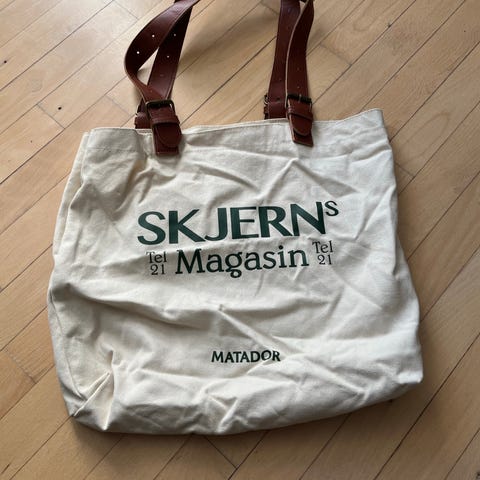 SKJERNs
Tel 21 Magasin Tel 21
MATADOR